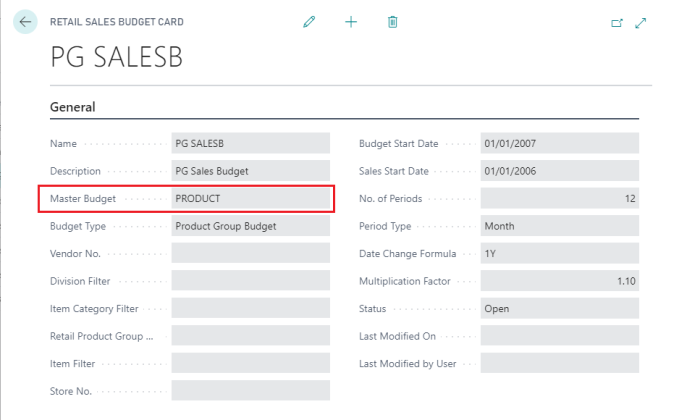 RETAIL SALES BUDGET CARD
PG SALESB
General
Name PG SALESB
Description PG Sales Budget
Master Budget PRODUCT
Budget Type Product Group Budget
Vendor No.
Division Filter
Item Category Filter
Retail Product Group ...
Item Filter
Store No.
Budget Start Date 01/01/2007
Sales Start Date 01/01/2006
No. of Periods 12
Period Type Month
Date Change Formula 1Y
Multiplication Factor 1.10
Status Open
Last Modified On
Last Modified by User